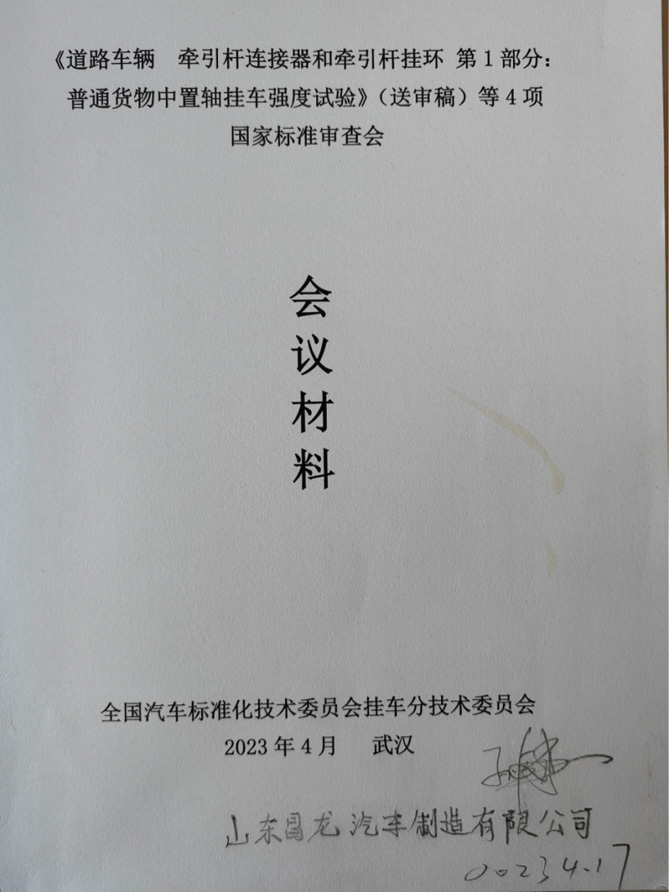 《道路车辆 牵引杆连接器和牵引杆挂环 第1部分：
普通货物中置轴挂车强度试验》（送审稿）等4项
国家标准审查会
会
议
材
料
全国汽车标准化技术委员会挂车分技术委员会
2023年4月 武汉
山东昌龙汽车制造有限公司
2023 4.17